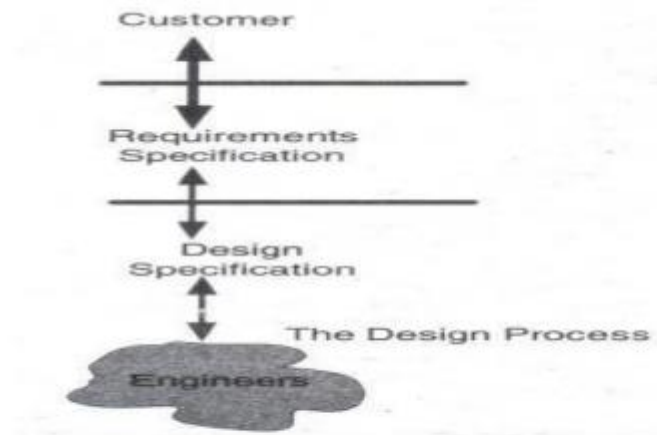 Customer
Requirements
Specification
Design
Specification
The Design Process
Engineers